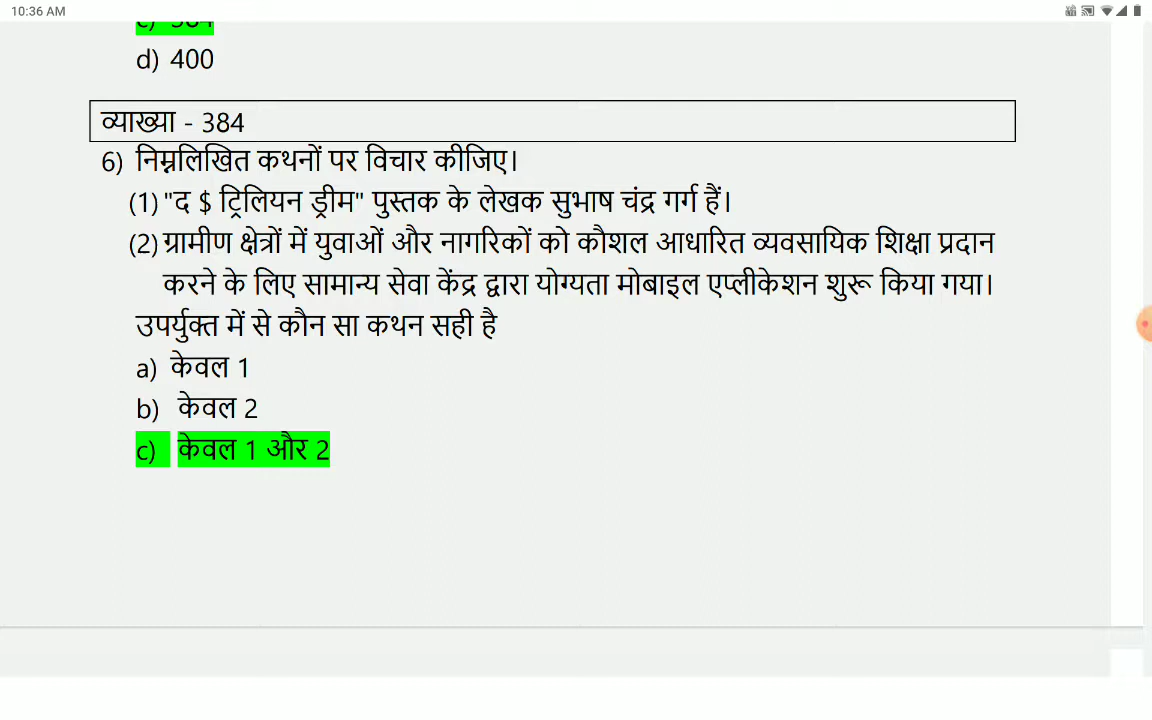 10:36 AM
c) 384
d) 400
व्याख्या - 384
6) निम्नलिखित कथनों पर विचार कीजिए।
(1) "द $ ट्रिलियन ड्रीम" पुस्तक के लेखक सुभाष चंद्र गर्ग हैं।
(2) ग्रामीण क्षेत्रों में युवाओं और नागरिकों को कौशल आधारित व्यवसायिक शिक्षा प्रदान
करने के लिए सामान्य सेवा केंद्र द्वारा योग्यता मोबाइल एप्लीकेशन शुरू किया गया।
उपर्युक्त में से कौन सा कथन सही है
a) केवल 1
b) केवल 2
c) केवल 1 और 2